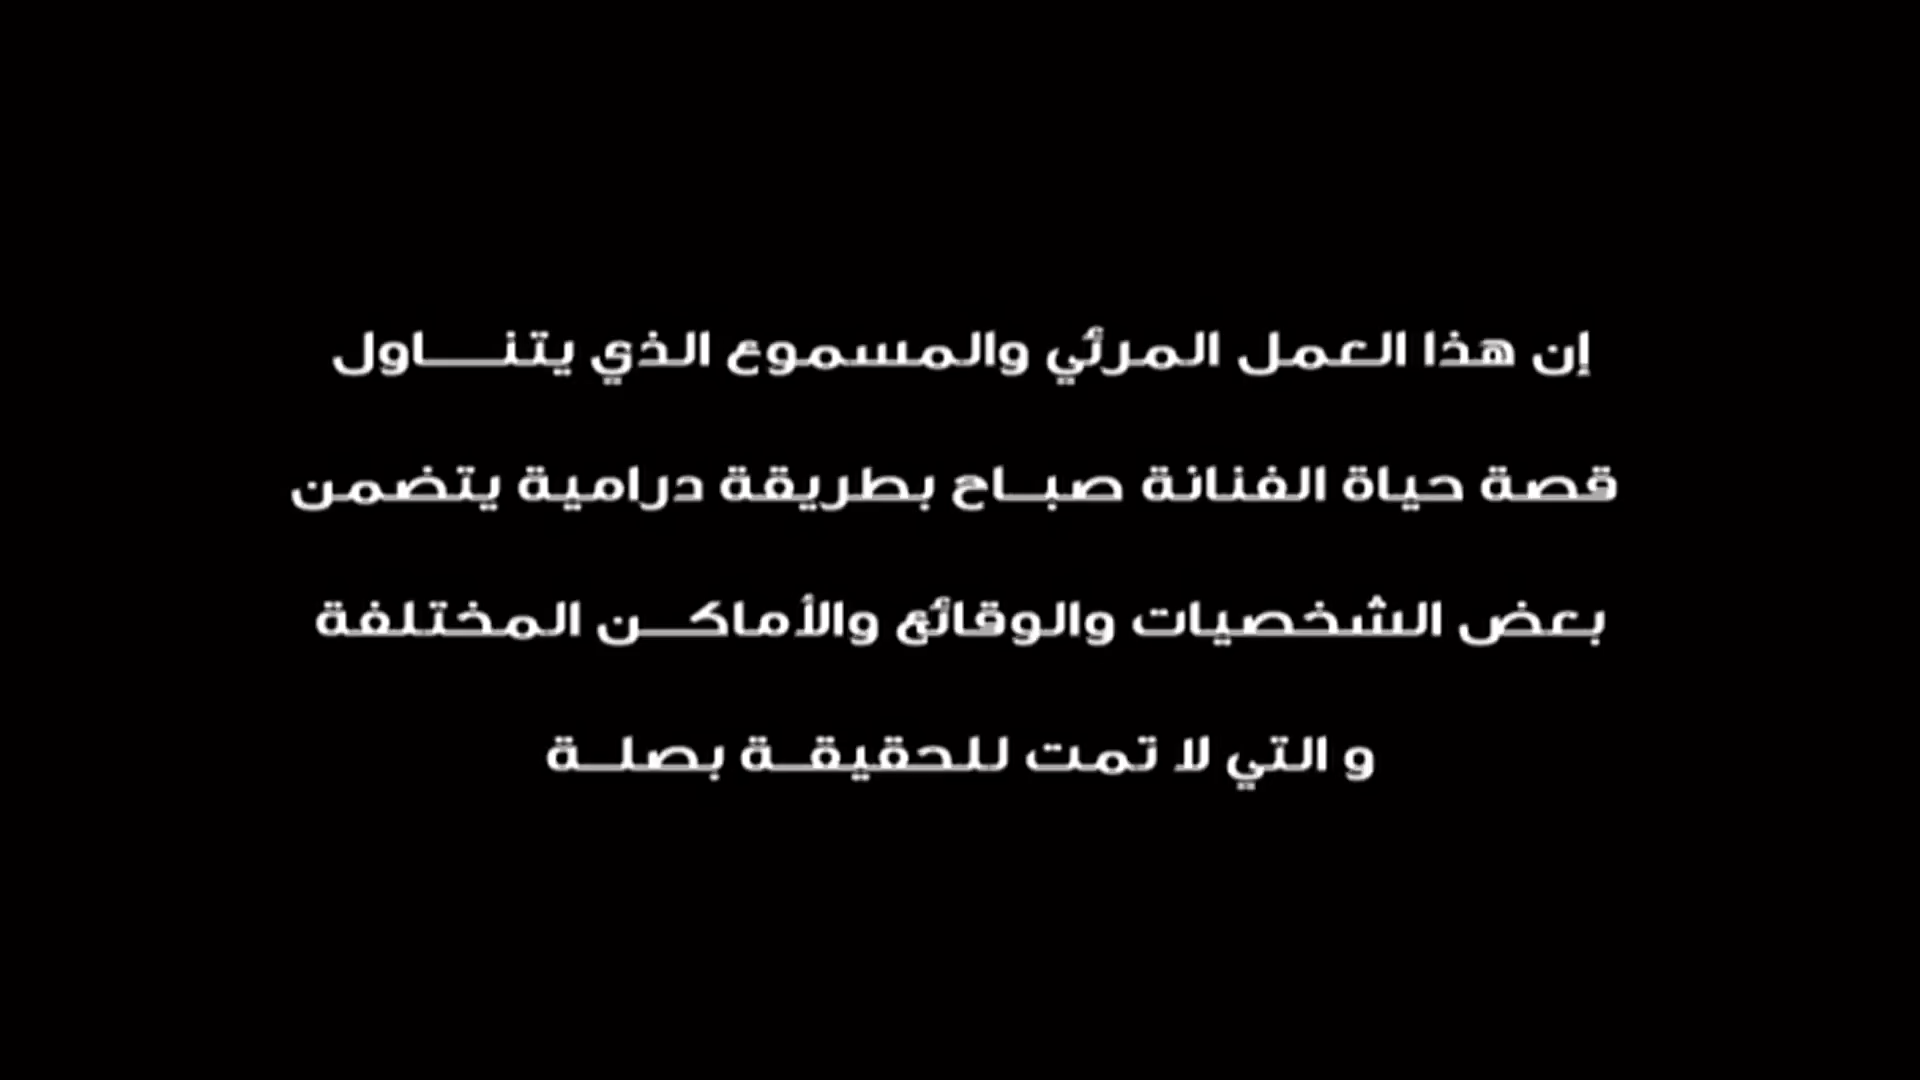 إن هذا العمل المرئي والمسموع الذي يتنـــاول
قصة حياة الفنانة صبـاح بطريقة درامية يتضمن
بعض الشخصيات والوقائع والأماكـن المختلفة
و التي لا تمت للحقيقـة بصلـة